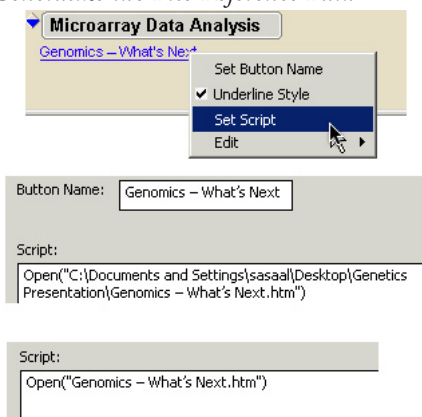 Microarray Data Analysis
Genomics – What's Next
Set Button Name
Underline Style
Set Script
Edit
Button Name: Genomics – What's Next
Script:
Open("C:\Documents and Settings\sasaal\Desktop\Genetics
Presentation\Genomics – What's Next.htm")
Script:
Open("Genomics – What's Next.htm")